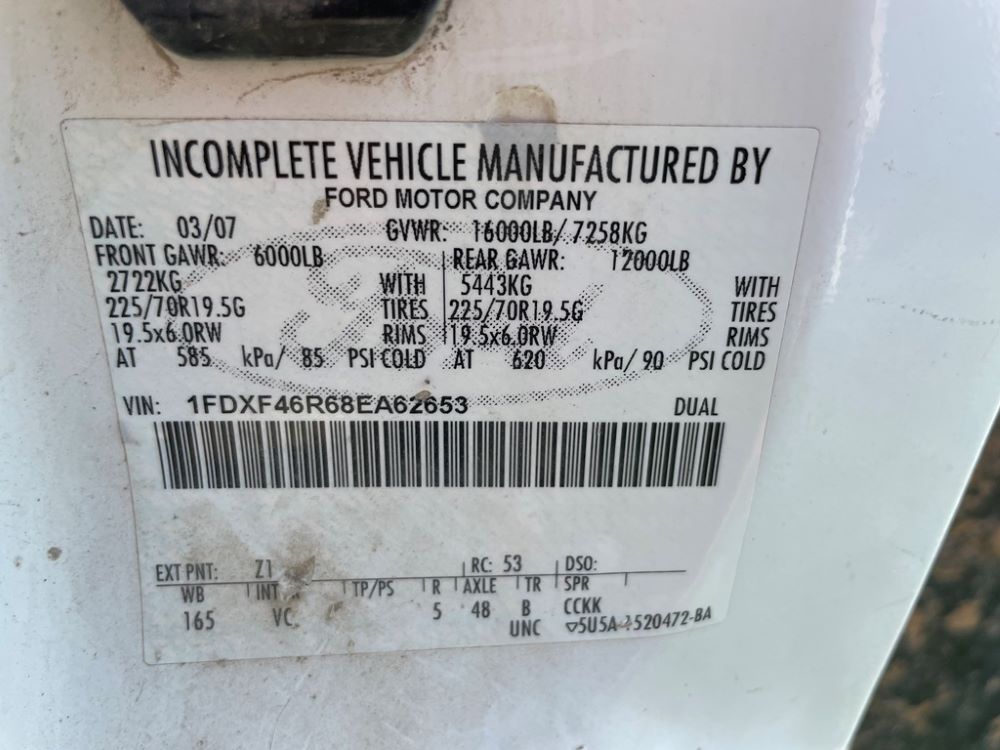 INCOMPLETE VEHICLE MANUFACTURED BY
FORD MOTOR COMPANY
DATE: 03/07 GVWR: 16000LB/ 7258KG
FRONT GAWR: 6000LB REAR GAWR: 12000LB
2722KG WITH 5443KG WITH
225/70R19.5G TIRES 225/70R19.5G TIRES
19.5x6.0RW RIMS 19.5x6.0RW RIMS
AT 585 kPa/ 85 PSI COLD AT 620 kPa/ 90 PSI COLD
VIN: 1FDXF46R68EA62653 DUAL
EXT PNT: Z1 RC: 53 DSO:
WB INT TP/PS R AXLE TR SPR
165 VC 5 48 B CCKK
UNC